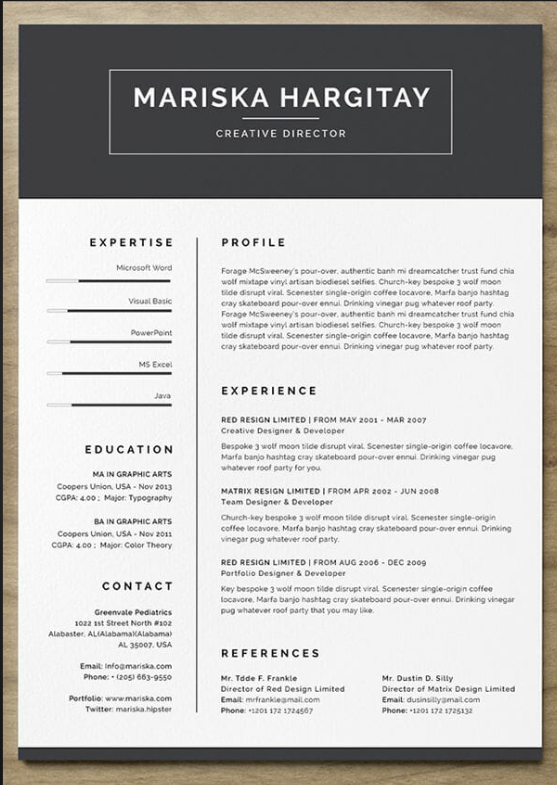 MARISKA HARGITAY
CREATIVE DIRECTOR
EXPERTISE
Microsoft Word
Visual Basic
PowerPoint
MS Excel
Java
EDUCATION
MA IN GRAPHIC ARTS
Coopers Union, USA - Nov 2013
CGPA: 4.00 ; Major: Typography
BA IN GRAPHIC ARTS
Coopers Union, USA - Nov 2011
CGPA: 4.00 ; Major: Color Theory
CONTACT
Greenvale Pediatrics
1022 1st Street North #102
Alabaster, AL(Alabama)(Alabama)
AL 35007, USA
Email: Info@mariska.com
Phone: + (205) 663-9550
Portfolio: www.mariska.com
Twitter: mariska.hipster
PROFILE
Forage McSweeney's pour-over, authentic banh mi dreamcatcher trust fund chia
wolf mixtape vinyl artisan biodiesel selfies. Church-key bespoke 3 wolf moon
tilde disrupt viral. Scenester single-origin coffee locavore, Marfa banjo hashtag
cray skateboard pour-over ennui. Drinking vinegar pug whatever roof party.
Forage McSweeney's pour-over, authentic banh mi dreamcatcher trust fund chia
wolf mixtape vinyl artisan biodiesel selfies. Church-key bespoke 3 wolf moon
tilde disrupt viral. Scenester single-origin coffee locavore, Marfa banjo hashtag
cray skateboard pour-over ennui. Drinking vinegar pug whatever roof party.
EXPERIENCE
RED RESIGN LIMITED | FROM MAY 2001 - MAR 2007
Creative Designer & Developer
Bespoke 3 wolf moon tilde disrupt viral. Scenester single-origin coffee locavore,
Marfa banjo hashtag cray skateboard pour-over ennui. Drinking vinegar pug
whatever roof party for you.
MATRIX RESIGN LIMITED | FROM APR 2002 - JUN 2008
Team Designer & Developer
Church-key bespoke 3 wolf moon tilde disrupt viral. Scenester single-origin
coffee locavore, Marfa banjo hashtag cray skateboard pour-over ennui. Drinking
vinegar pug whatever roof party.
RED RESIGN LIMITED | FROM AUG 2006 - DEC 2009
Portfolio Designer & Developer
Key bespoke 3 wolf moon tilde disrupt viral. Scenester single-origin coffee
locavore, Marfa banjo hashtag cray skateboard pour-over ennui. Drinking vinegar
pug whatever roof party that you may like.
REFERENCES
Mr. Tdde F. Frankle
Director of Red Design Limited
Email: mrfrankle@mail.com
Phone: +1201 172 1724567
Mr. Dustin D. Silly
Director of Matrix Design Limited
Email: dusinsilly@mail.com
Phone: +1201 172 1725132